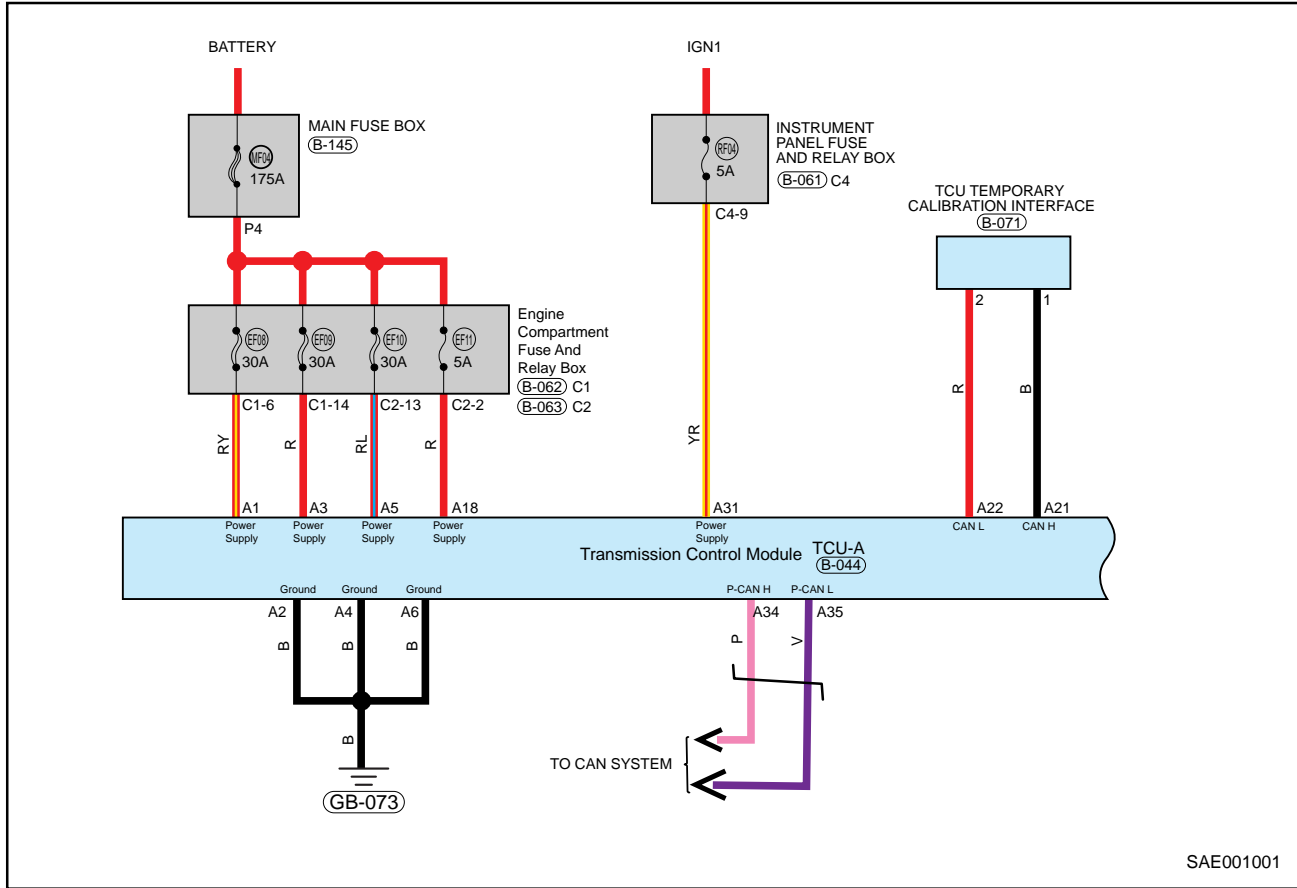 BATTERY
IGN1
MAIN FUSE BOX
B-145
MF04
175A
P4
INSTRUMENT
PANEL FUSE
AND RELAY BOX
B-061 C4
RF04
5A
C4-9
TCU TEMPORARY
CALIBRATION INTERFACE
B-071
2
1
EF08
30A
EF09
30A
EF10
30A
EF11
5A
Engine
Compartment
Fuse And
Relay Box
B-062 C1
B-063 C2
C1-6
C1-14
C2-13
C2-2
RY
R
RL
R
YR
R
B
A1
A3
A5
A18
A31
A22
A21
Power
Supply
Power
Supply
Power
Supply
Power
Supply
Power
Supply
CAN L
CAN H
Transmission Control Module
TCU-A
B-044
Ground
Ground
Ground
P-CAN H
P-CAN L
A2
A4
A6
A34
A35
B
B
B
P
V
B
TO CAN SYSTEM
GB-073
SAE001001